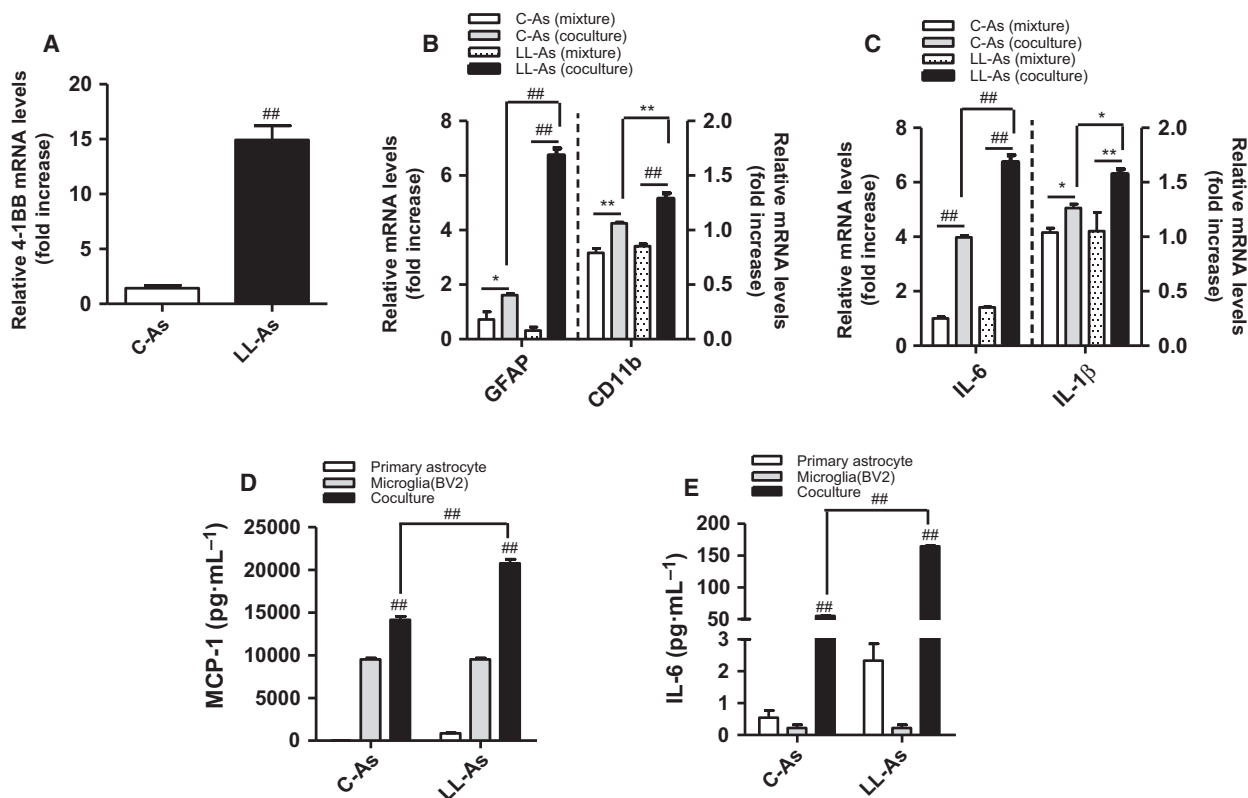 A
Relative 4-1BB mRNA levels
(fold increase)
20
15
10
5
0
##
C-As
LL-As
B
C-As (mixture)
C-As (coculture)
LL-As (mixture)
LL-As (coculture)
Relative mRNA levels
(fold increase)
8
6
4
2
0
##
**
##
##
**
*
2.0
1.5
1.0
0.5
0.0
Relative mRNA levels
(fold increase)
GFAP
CD11b
C
C-As (mixture)
C-As (coculture)
LL-As (mixture)
LL-As (coculture)
Relative mRNA levels
(fold increase)
8
6
4
2
0
##
*
##
**
*
##
2.0
1.5
1.0
0.5
0.0
Relative mRNA levels
(fold increase)
IL-6
IL-1β
D
Primary astrocyte
Microglia(BV2)
Coculture
MCP-1 (pg·mL⁻¹)
25000
20000
15000
10000
5000
0
##
##
##
C-As
LL-As
E
Primary astrocyte
Microglia(BV2)
Coculture
IL-6 (pg·mL⁻¹)
200
150
100
50
3
2
1
0
##
##
##
C-As
LL-As